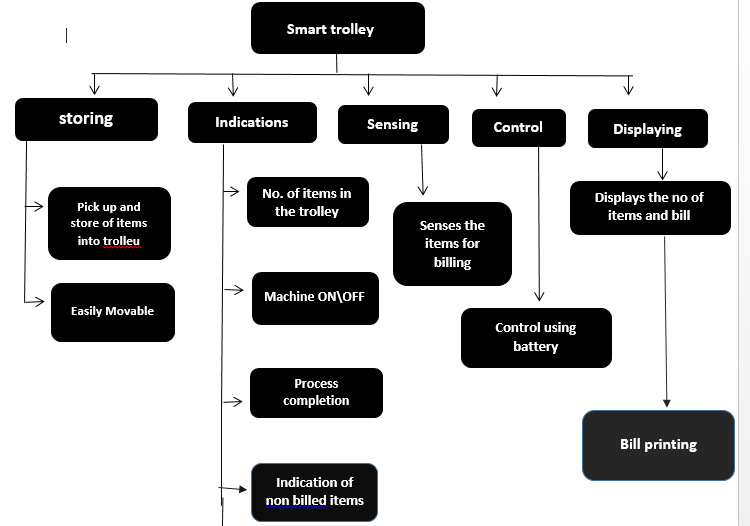 Smart trolley
storing
Indications
Sensing
Control
Displaying
Pick up and
store of items
into trolleu
Easily Movable
No. of items in
the trolley
Machine ON\OFF
Process
completion
Indication of
non billed items
Senses the
items for
billing
Control using
battery
Displays the no of
items and bill
Bill printing